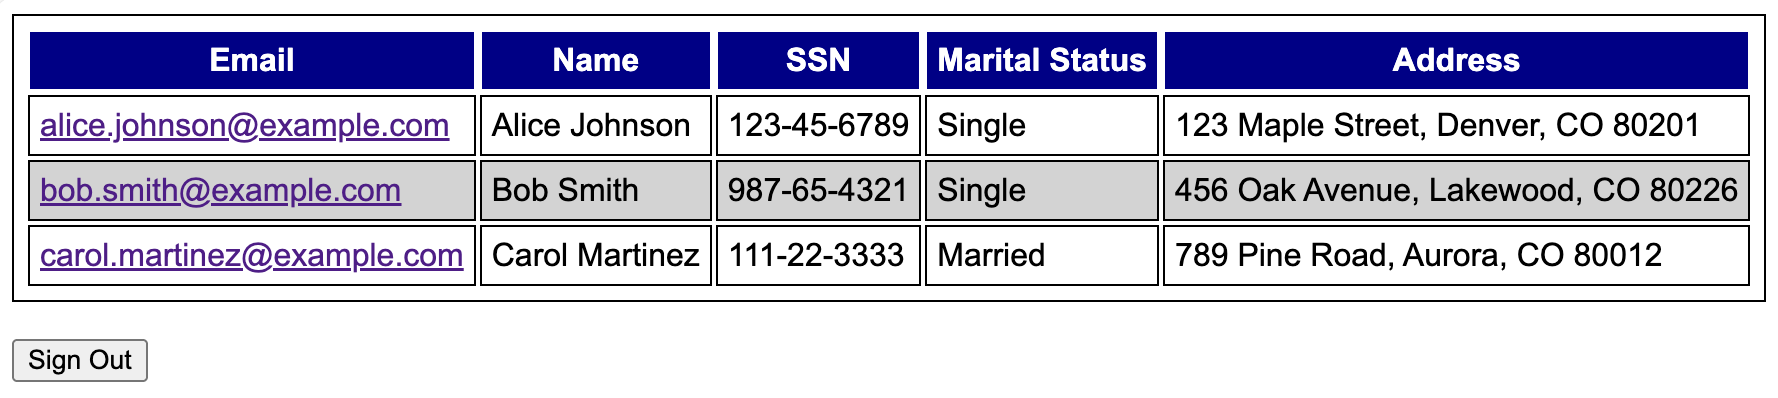 Email Name SSN Marital Status Address
alice.johnson@example.com Alice Johnson 123-45-6789 Single 123 Maple Street, Denver, CO 80201
bob.smith@example.com Bob Smith 987-65-4321 Single 456 Oak Avenue, Lakewood, CO 80226
carol.martinez@example.com Carol Martinez 111-22-3333 Married 789 Pine Road, Aurora, CO 80012
Sign Out